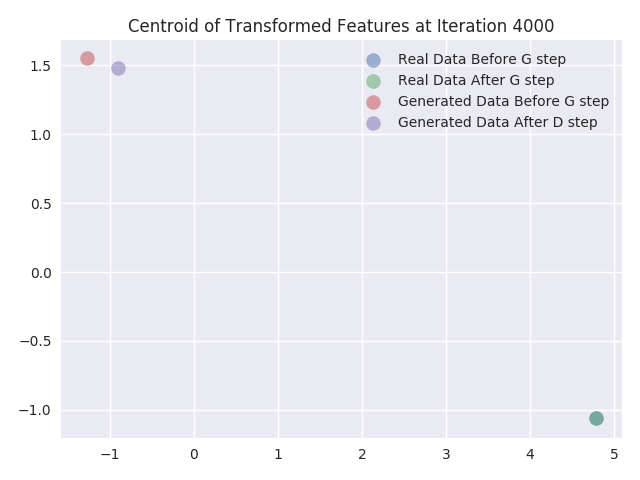 Centroid of Transformed Features at Iteration 4000
Real Data Before G step
Real Data After G step
Generated Data Before G step
Generated Data After D step
1.5
1.0
0.5
0.0
−0.5
−1.0
−1 0 1 2 3 4 5